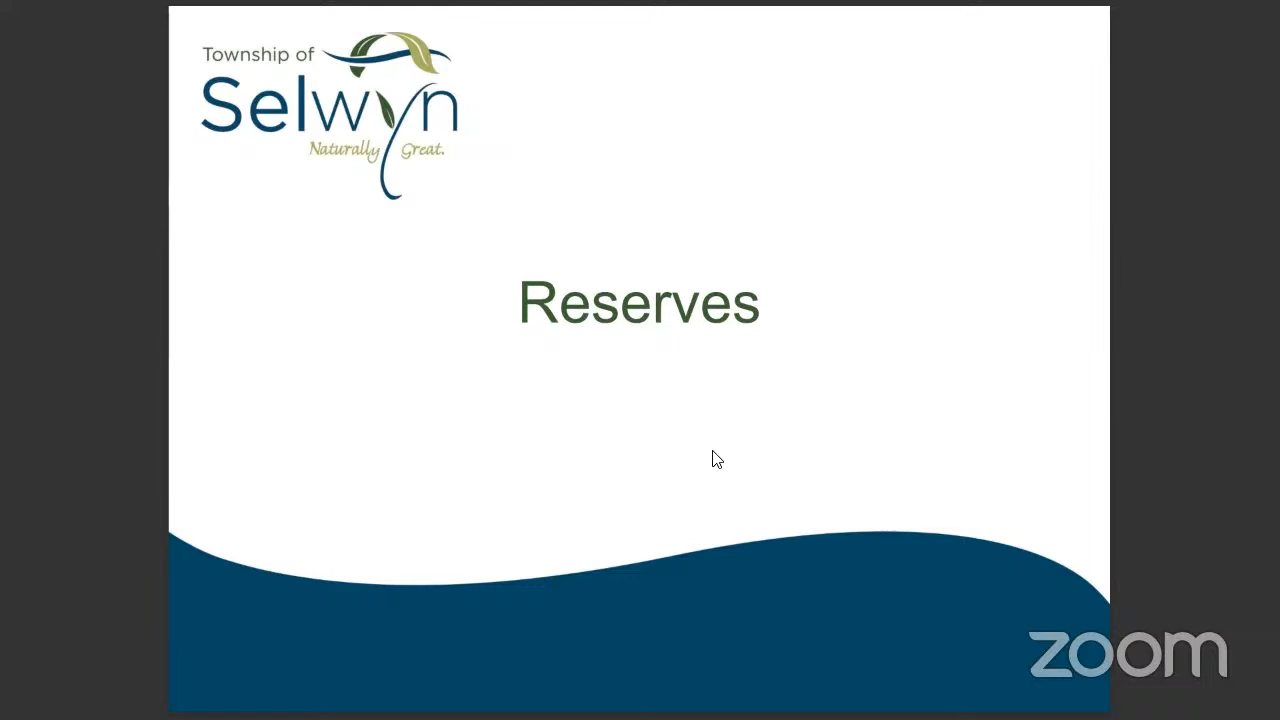 Township of
Selwyn
Naturally Great.
Reserves
zoom